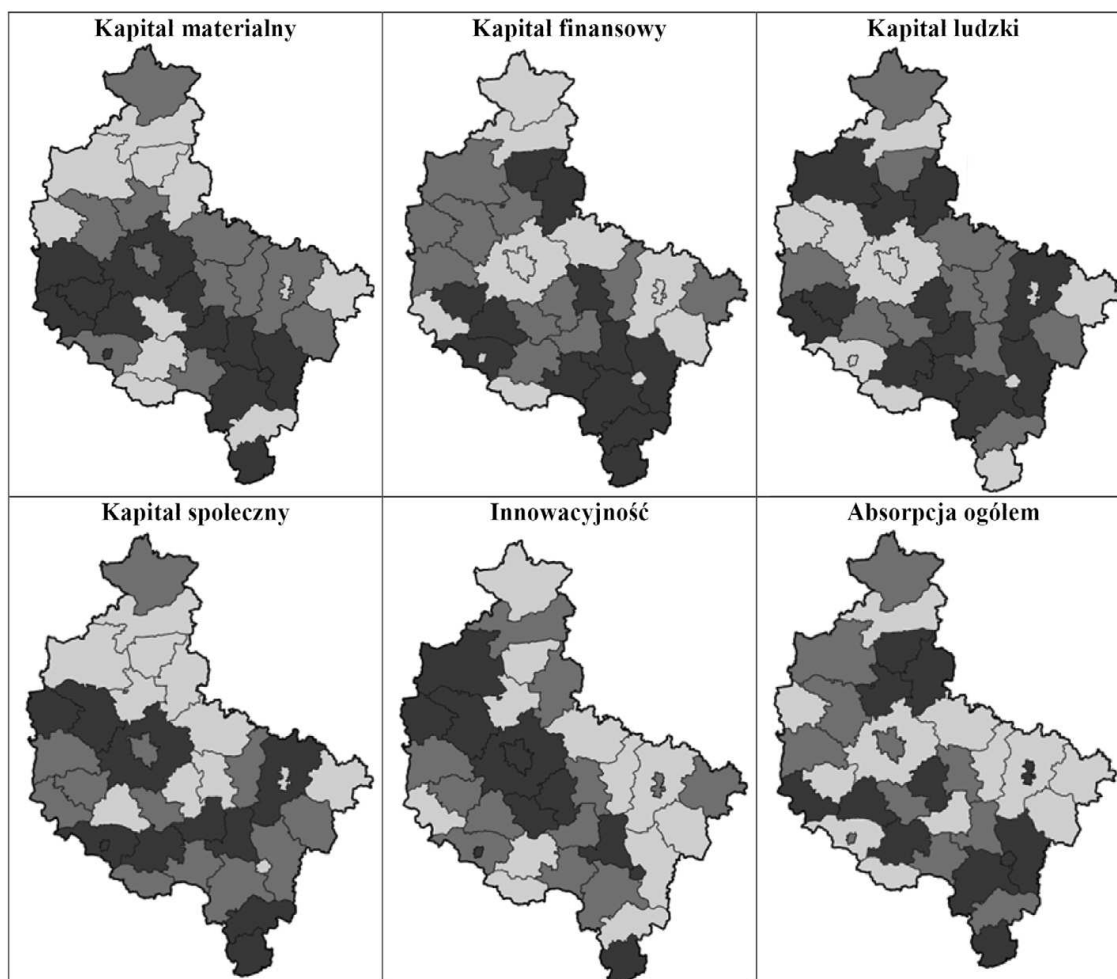 Kapitał materialny
Kapitał finansowy
Kapitał ludzki
Kapitał społeczny
Innowacyjność
Absorpcja ogółem